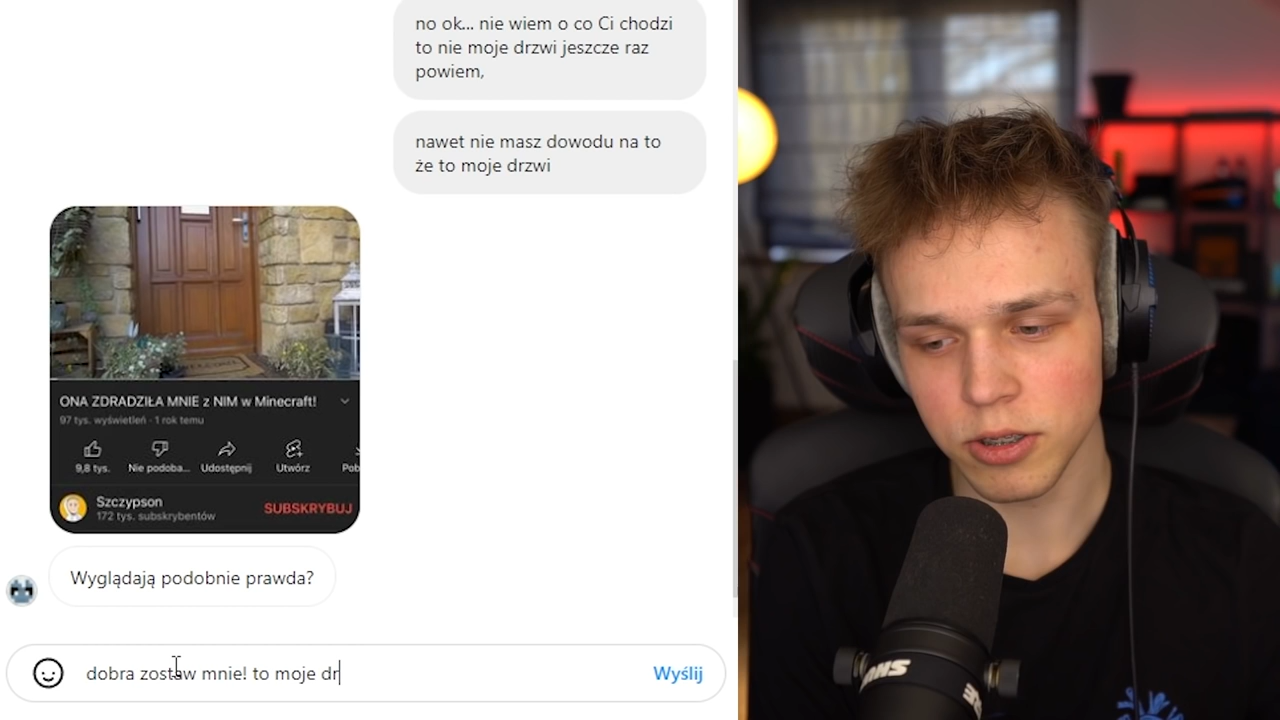 no ok... nie wiem o co Ci chodzi
to nie moje drzwi jeszcze raz
powiem,
nawet nie masz dowodu na to
że to moje drzwi
ONA ZDRADZIŁA MNIE z NIM w Minecraft!
97 tys. wyświetleń · 1 rok temu
9,8 tys.
Nie podoba...
Udostępnij
Utwórz
Pob
Szczypson
172 tys. subskrybentów
SUBSKRYBUJ
Wyglądają podobnie prawda?
dobra zostaw mnie! to moje dr
Wyślij